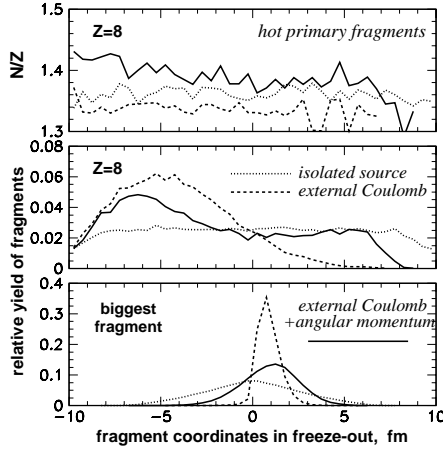 N/Z
1.5
1.4
1.3
Z=8
hot primary fragments
relative yield of fragments
0.08
0.06
0.04
0.02
0
Z=8
isolated source
external Coulomb
0.4
0.3
0.2
0.1
0
biggest
fragment
external Coulomb
+angular momentum
-10
-5
0
5
10
fragment coordinates in freeze-out, fm